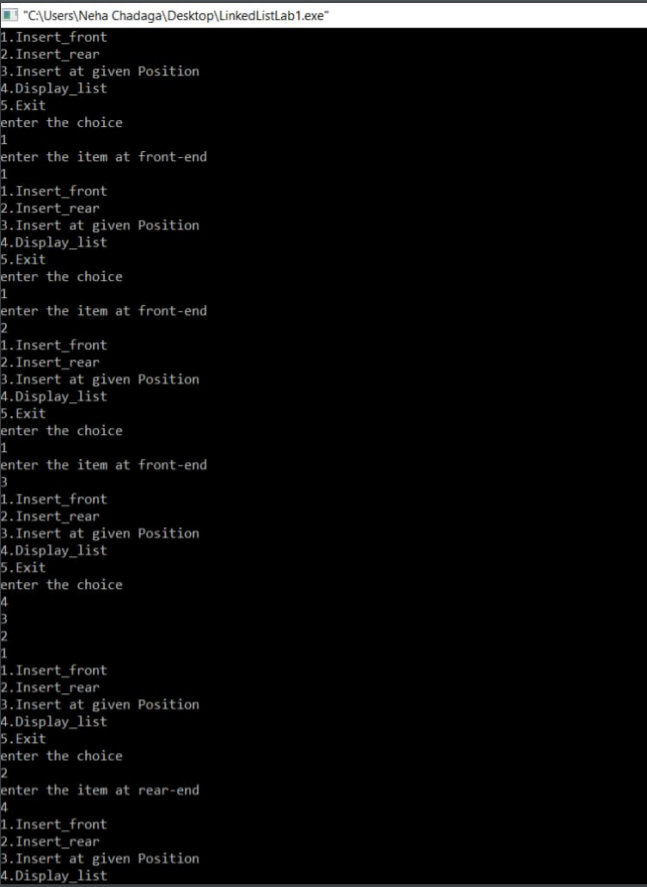 "C:\Users\Neha Chadaga\Desktop\LinkedListLab1.exe"
1.Insert_front
2.Insert_rear
3.Insert at given Position
4.Display_list
5.Exit
enter the choice
1
enter the item at front-end
1
1.Insert_front
2.Insert_rear
3.Insert at given Position
4.Display_list
5.Exit
enter the choice
1
enter the item at front-end
2
1.Insert_front
2.Insert_rear
3.Insert at given Position
4.Display_list
5.Exit
enter the choice
1
enter the item at front-end
3
1.Insert_front
2.Insert_rear
3.Insert at given Position
4.Display_list
5.Exit
enter the choice
4
3
2
1
1.Insert_front
2.Insert_rear
3.Insert at given Position
4.Display_list
5.Exit
enter the choice
2
enter the item at rear-end
4
1.Insert_front
2.Insert_rear
3.Insert at given Position
4.Display_list